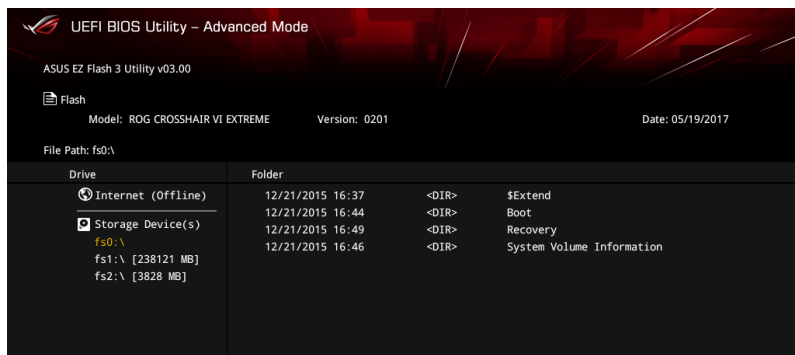 UEFI BIOS Utility – Advanced Mode
ASUS EZ Flash 3 Utility v03.00
Flash
Model: ROG CROSSHAIR VI EXTREME Version: 0201 Date: 05/19/2017
File Path: fs0:\
Drive Folder
Internet (Offline) 12/21/2015 16:37 <DIR> $Extend
12/21/2015 16:44 <DIR> Boot
Storage Device(s) 12/21/2015 16:49 <DIR> Recovery
fs0:\ 12/21/2015 16:46 <DIR> System Volume Information
fs1:\ [238121 MB]
fs2:\ [3828 MB]